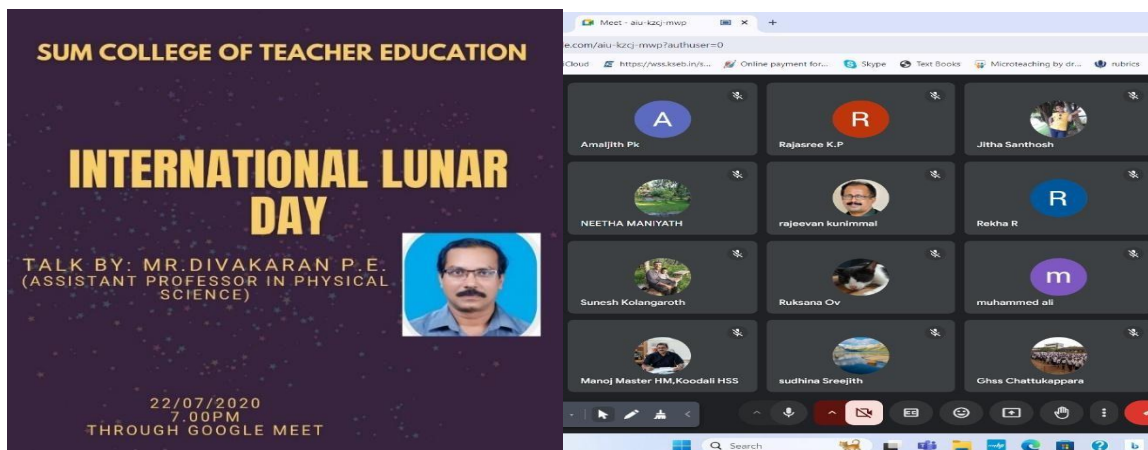 SUM COLLEGE OF TEACHER EDUCATION
INTERNATIONAL LUNAR
DAY
TALK BY: MR.DIVAKARAN P.E.
(ASSISTANT PROFESSOR IN PHYSICAL
SCIENCE)
22/07/2020
7.00PM
THROUGH GOOGLE MEET
Meet - aiu-kzcj-mwp
e.com/aiu-kzcj-mwp?authuser=0
iCloud https://wss.kseb.in/s... Online payment for... Skype Text Books Microteaching by dr... rubrics
A R
Amaljith Pk Rajasree K.P Jitha Santhosh
R
NEETHA MANIYATH rajeevan kunimmal Rekha R
m
Sunesh Kolangaroth Ruksana Ov muhammed ali
Manoj Master HM,Koodali HSS sudhina Sreejith Ghss Chattukappara
Search